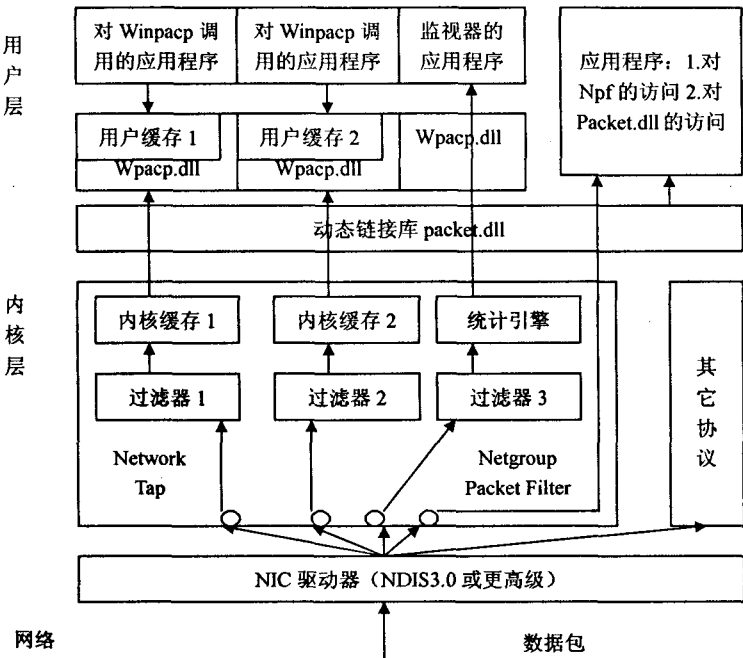 用户层
对 Winpacp 调
用的应用程序
对 Winpacp 调
用的应用程序
监视器的
应用程序
应用程序：1.对
Npf 的访问 2.对
Packet.dll 的访问
用户缓存 1
Wpacp.dll
用户缓存 2
Wpacp.dll
Wpacp.dll
动态链接库 packet.dll
内核层
内核缓存 1
内核缓存 2
统计引擎
过滤器 1
过滤器 2
过滤器 3
其它协议
Network
Tap
Netgroup
Packet Filter
NIC 驱动器（NDIS3.0 或更高级）
网络
数据包